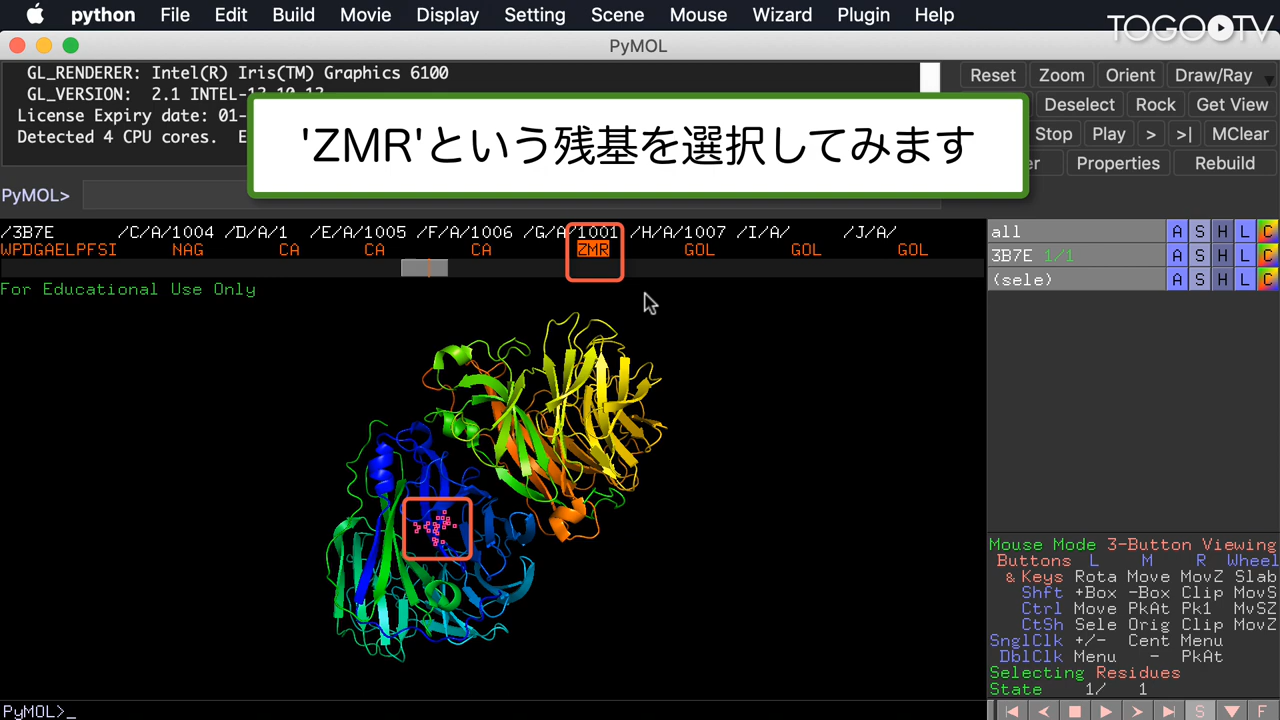 python File Edit Build Movie Display Setting Scene Mouse Wizard Plugin Help
TOGOTV
PyMOL
GL_RENDERER: Intel(R) Iris(TM) Graphics 6100
GL_VERSION: 2.1 INTEL-12.10.12
License Expiry date: 01-
Detected 4 CPU cores. E
'ZMR'という残基を選択してみます
Reset Zoom Orient Draw/Ray
Deselect Rock Get View
Stop Play > >| MClear
Properties Rebuild
PyMOL>
/3B7E /C/A/1004 /D/A/1 /E/A/1005 /F/A/1006 /G/A/1001 /H/A/1007 /I/A/ /J/A/
WPDGAELPFSI NAG CA CA CA ZMR GOL GOL GOL
For Educational Use Only
all A S H L C
3B7E 1/1 A S H L C
(sele) A S H L C
Mouse Mode 3-Button Viewing
Buttons L M R Wheel
& Keys Rota Move MovZ Slab
Shft +Box -Box Clip MovS
Ctrl Move PkAt Pk1 MvSZ
CtSh Sele Orig Clip MovZ
SnglClk +/- Cent Menu
DblClk Menu - PkAt
Selecting Residues
State 1/ 1
S F
PyMOL>_